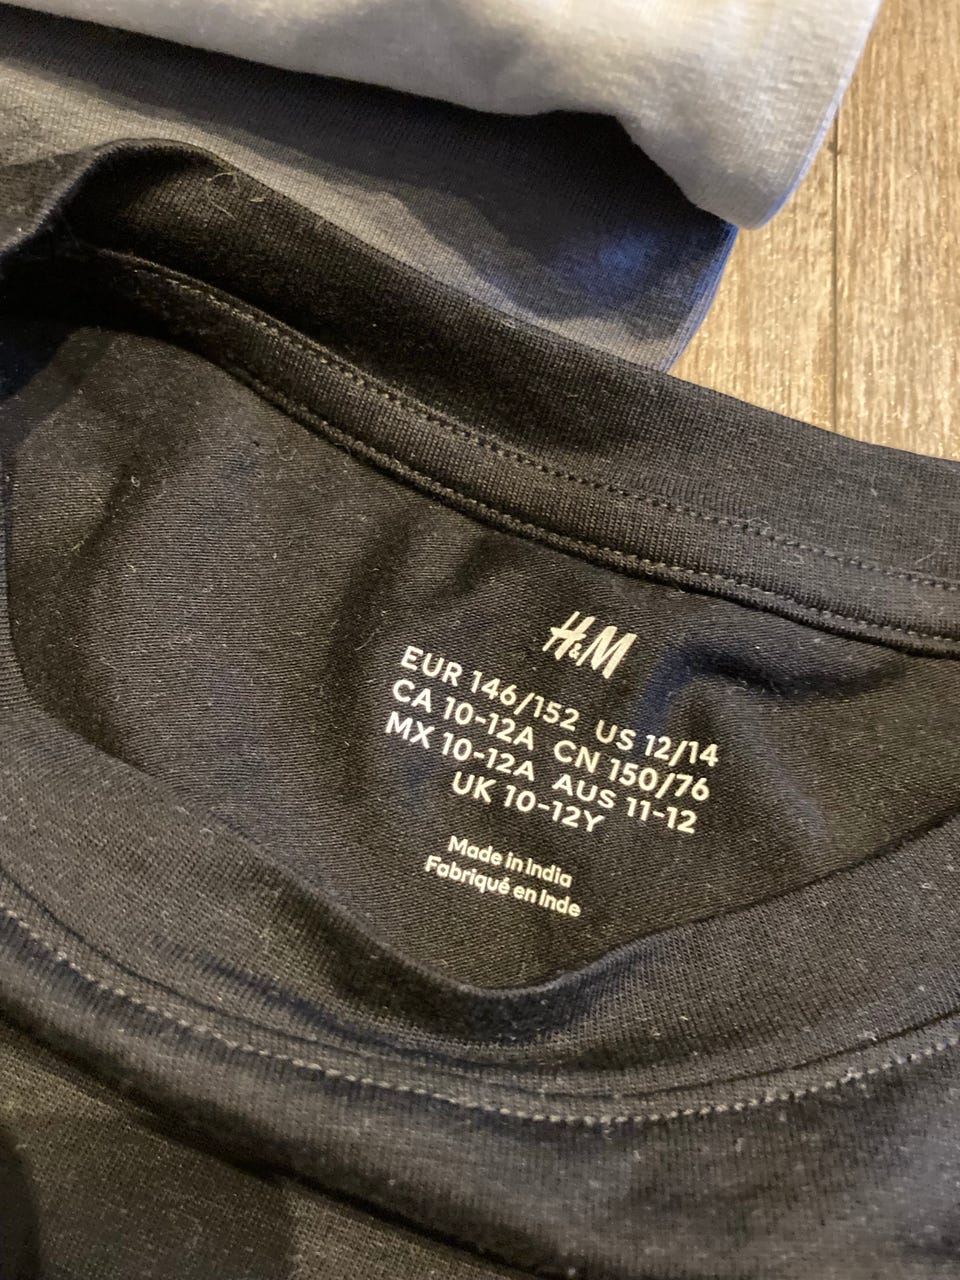 H&M
EUR 146/152 US 12/14
CA 10-12A CN 150/76
MX 10-12A AUS 11-12
UK 10-12Y
Made in India
Fabriqué en Inde